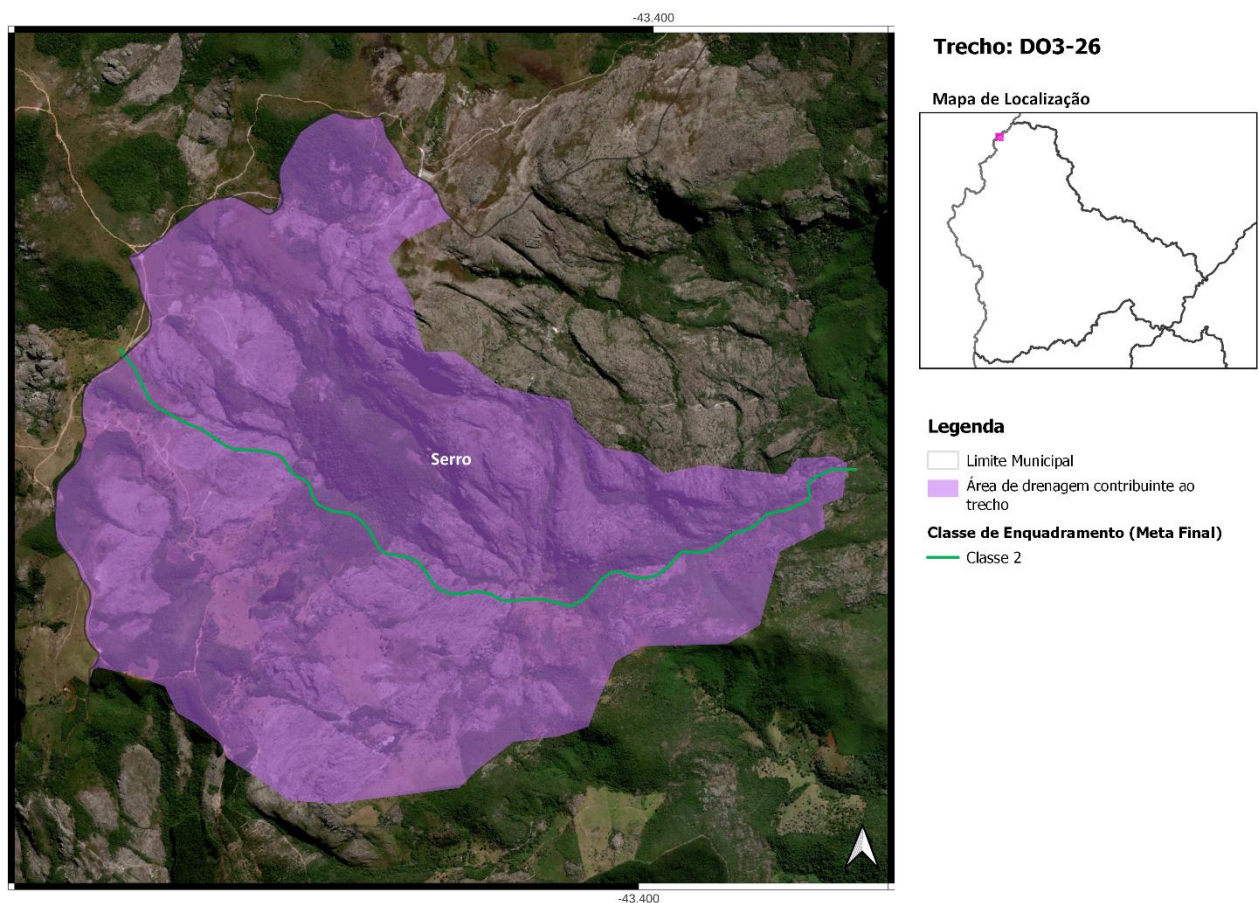 -43.400
Trecho: DO3-26
Mapa de Localização
Serro
Legenda
Limite Municipal
Área de drenagem contribuinte ao
trecho
Classe de Enquadramento (Meta Final)
Classe 2
-43.400